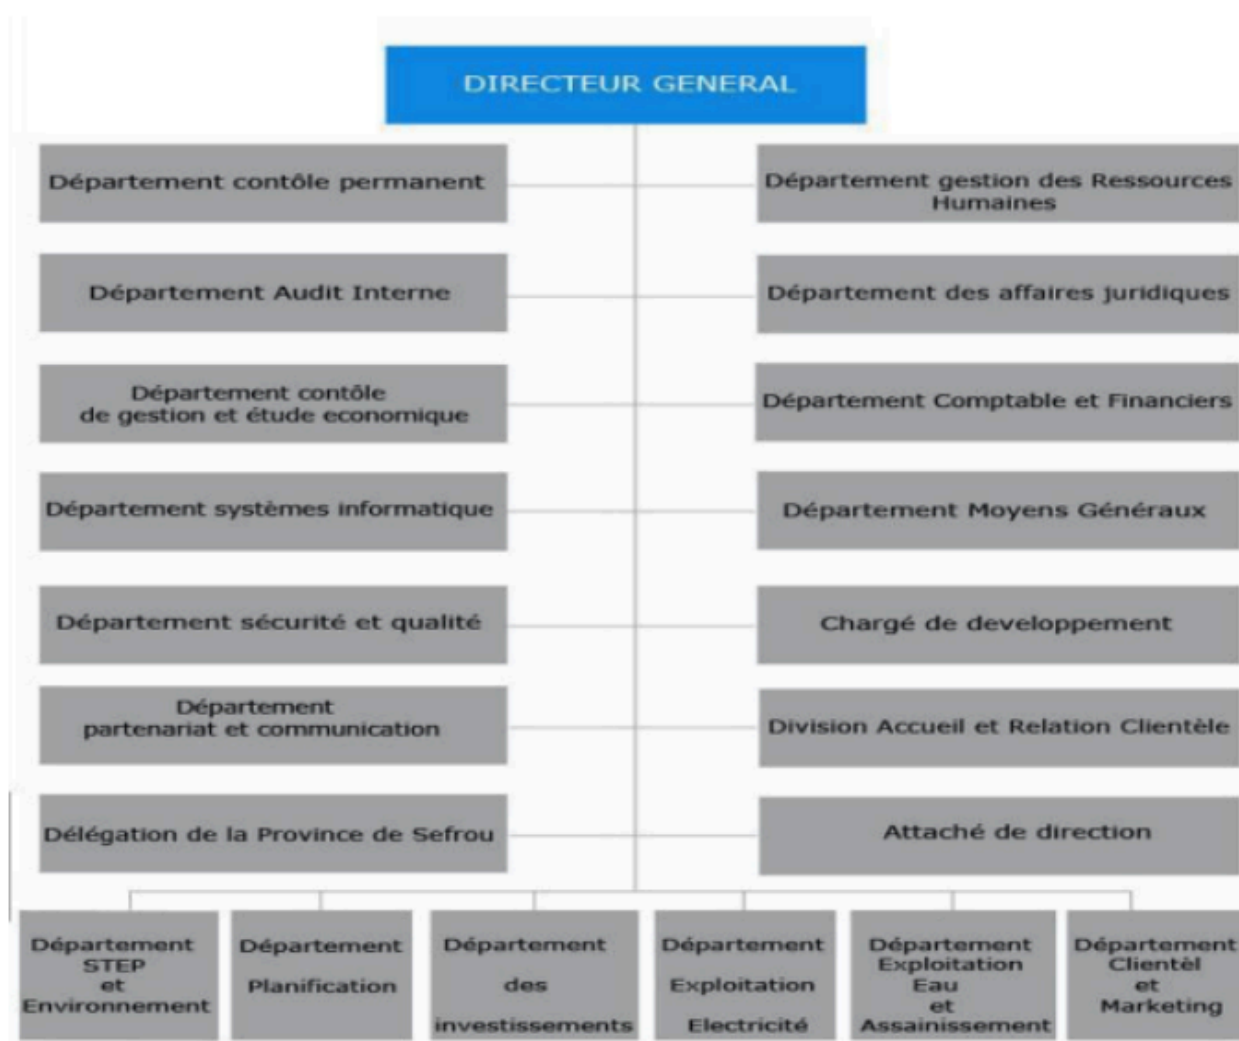 DIRECTEUR GENERAL
Département contôle permanent
Département gestion des Ressources
Humaines
Département Audit Interne
Département des affaires juridiques
Département contôle
de gestion et étude economique
Département Comptable et Financiers
Département systèmes informatique
Département Moyens Généraux
Département sécurité et qualité
Chargé de developpement
Département
partenariat et communication
Division Accueil et Relation Clientèle
Délégation de la Province de Sefrou
Attaché de direction
Département
STEP
et
Environnement
Département
Planification
Département
des
investissements
Département
Exploitation
Electricité
Département
Exploitation
Eau
et
Assainissement
Département
Clientèl
et
Marketing